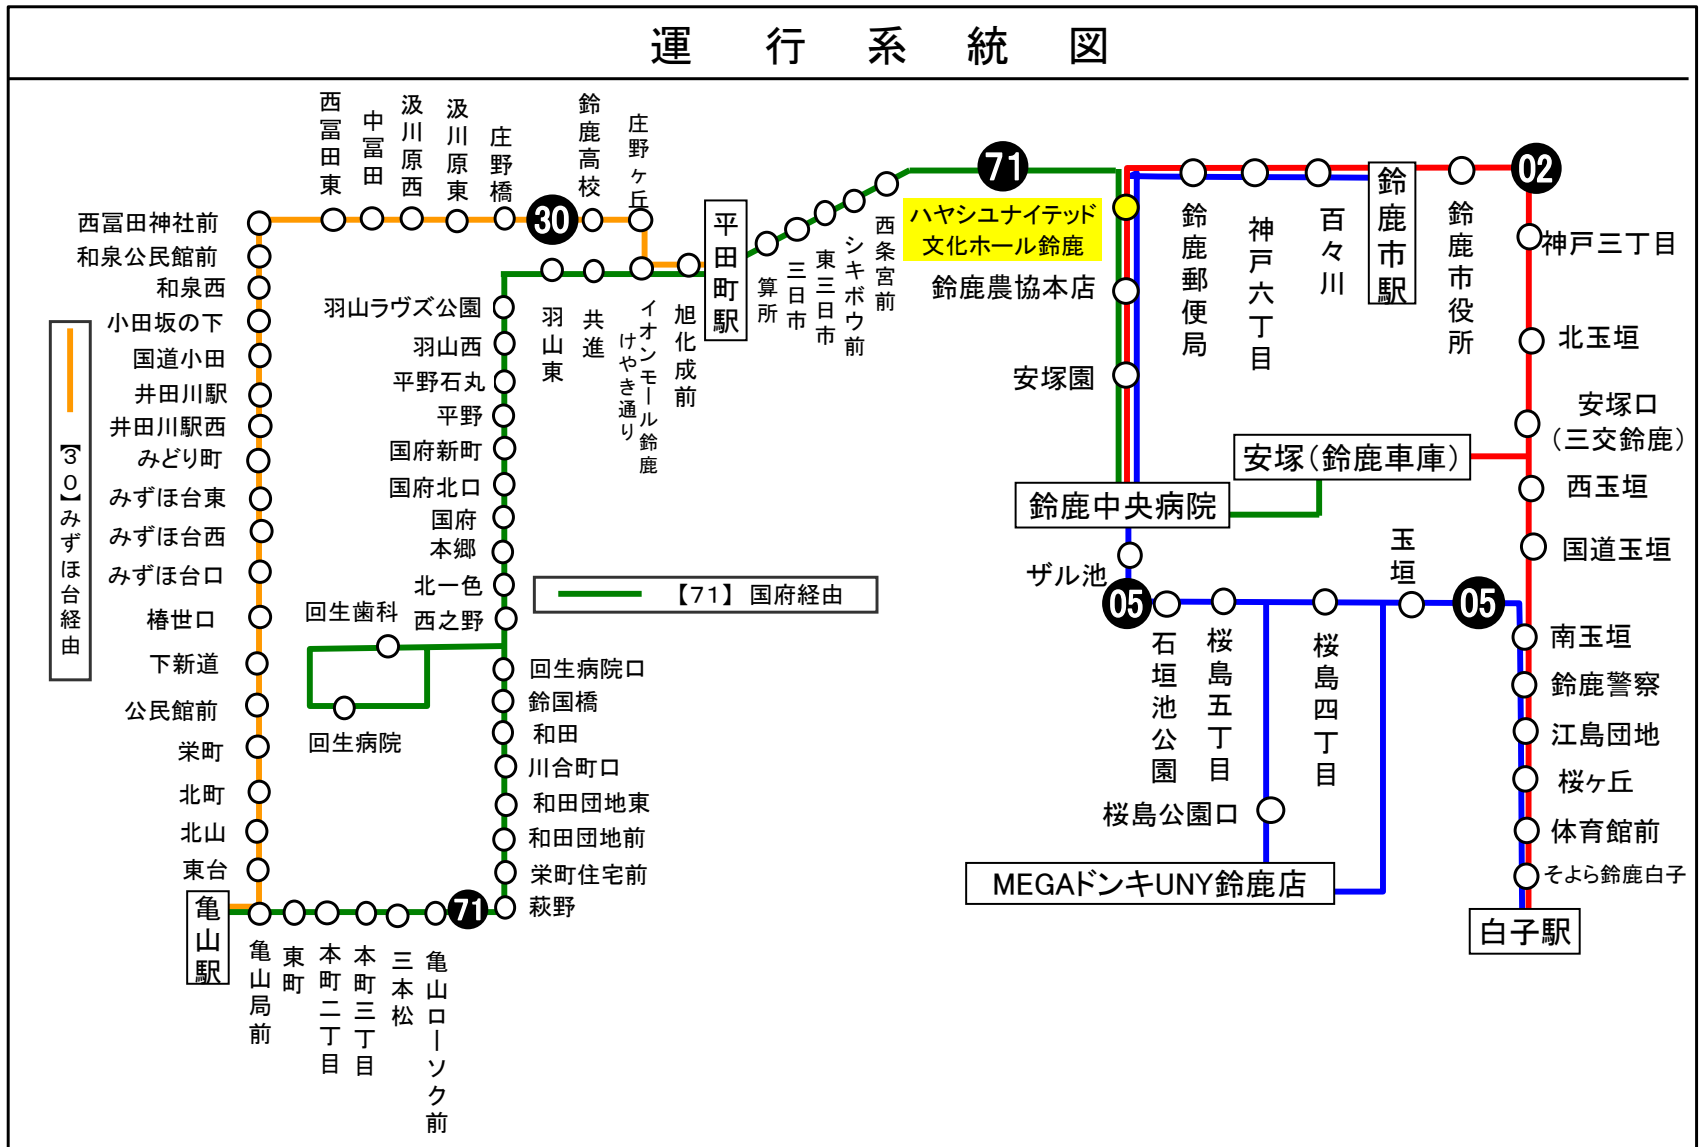 運行系統図
西冨田東
中冨田
汲川原西
汲川原東
庄野橋
30
鈴鹿高校
庄野ヶ丘
西冨田神社前
和泉公民館前
和泉西
小田坂の下
国道小田
井田川駅
井田川駅西
みどり町
みずほ台東
みずほ台西
みずほ台口
椿世口
下新道
公民館前
栄町
北町
北山
東台
亀山駅
【30】みずほ台経由
亀山局前
東町
本町二丁目
本町三丁目
三本松
亀山ローソク前
71
萩野
栄町住宅前
和田団地前
和田団地東
川合町口
和田
鈴国橋
回生病院口
回生歯科
回生病院
西之野
北一色
本郷
国府
国府北口
国府新町
平野
平野石丸
羽山西
羽山ラヴズ公園
羽山東
共進
イオンモール鈴鹿
けやき通り
旭化成前
平田町駅
【71】国府経由
算所
三日市
東三日市
シキボウ前
西条宮前
71
ハヤシユナイテッド
文化ホール鈴鹿
鈴鹿農協本店
安塚園
鈴鹿中央病院
安塚(鈴鹿車庫)
鈴鹿郵便局
神戸六丁目
百々川
鈴鹿市駅
鈴鹿市役所
02
神戸三丁目
北玉垣
安塚口
(三交鈴鹿)
西玉垣
国道玉垣
ザル池
05
石垣池公園
桜島五丁目
桜島四丁目
玉垣
05
桜島公園口
MEGAドンキUNY鈴鹿店
南玉垣
鈴鹿警察
江島団地
桜ヶ丘
体育館前
そよら鈴鹿白子
白子駅